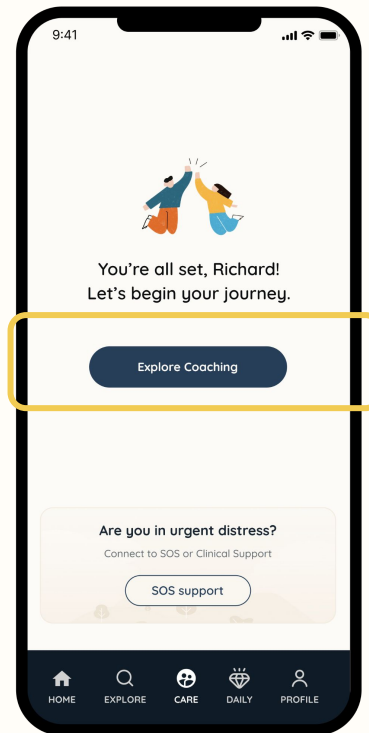 9:41
You're all set, Richard!
Let's begin your journey.
Explore Coaching
Are you in urgent distress?
Connect to SOS or Clinical Support
SOS support
HOME EXPLORE CARE DAILY PROFILE